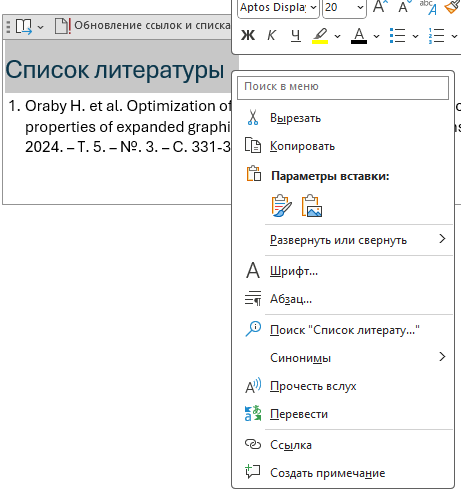 Обновление ссылок и списка
Aptos Display
20
Ж К
Список литературы
1. Oraby H. et al. Optimization of
properties of expanded graphi
2024. – Т. 5. – №. 3. – С. 331-3
Поиск в меню
Вырезать
Копировать
Параметры вставки:
Развернуть или свернуть
Шрифт...
Абзац...
Поиск "Список литерату..."
Синонимы
Прочесть вслух
Перевести
Ссылка
Создать примечание